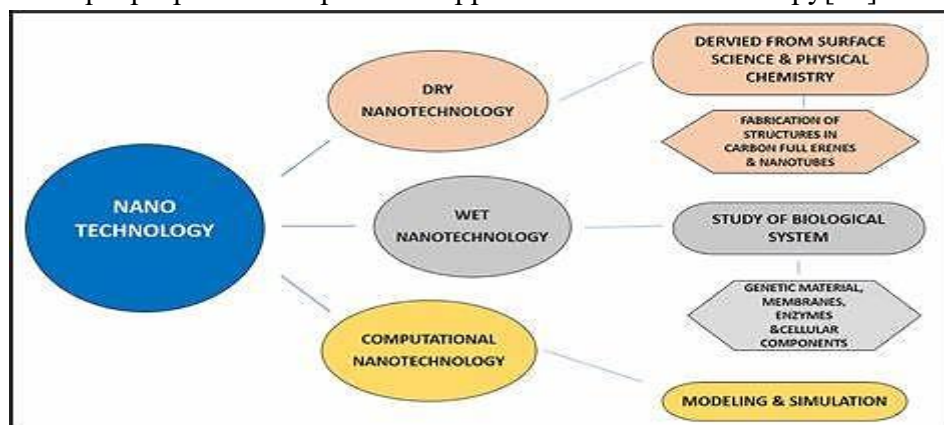 DERVIED FROM SURFACE
SCIENCE & PHYSICAL
CHEMISTRY
DRY
NANOTECHNOLOGY
FABRICATION OF
STRUCTURES IN
CARBON FULL ERENES
& NANOTUBES
NANO
TECHNOLOGY
WET
NANOTECHNOLOGY
STUDY OF BIOLOGICAL
SYSTEM
GENETIC MATERIAL,
MEMBRANES,
ENZYMES
&CELLULAR
COMPONENTS
COMPUTATIONAL
NANOTECHNOLOGY
MODELING & SIMULATION